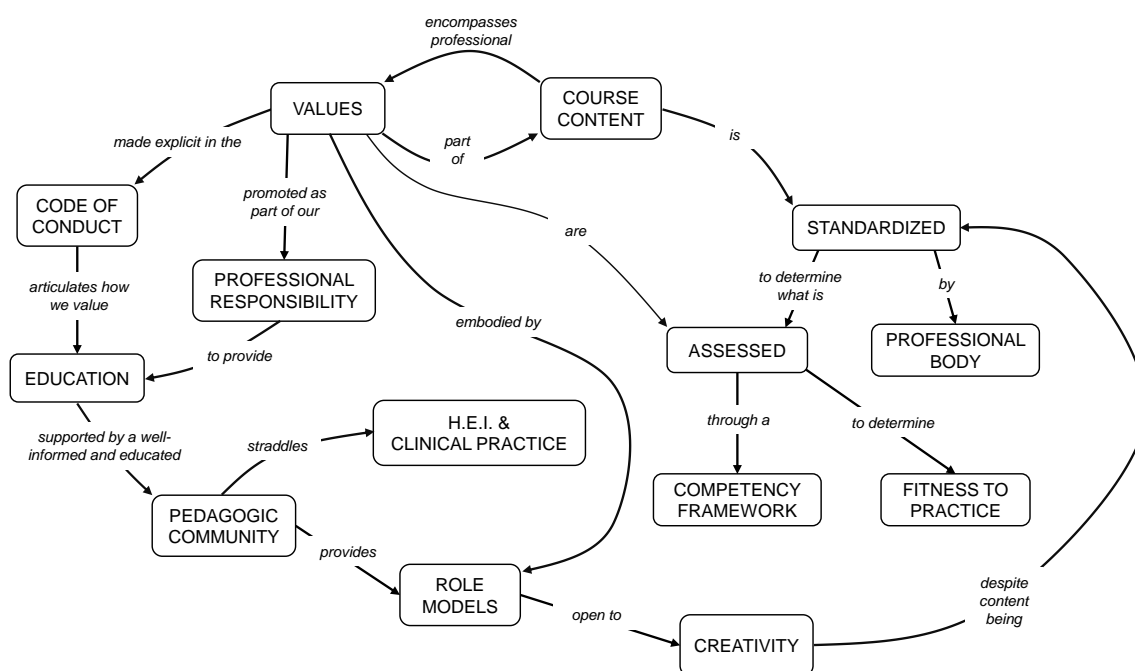 encompasses
professional
VALUES
COURSE
CONTENT
made explicit in the
part
of
is
CODE OF
CONDUCT
promoted as
part of our
STANDARDIZED
are
articulates how
we value
PROFESSIONAL
RESPONSIBILITY
to determine
what is
by
embodied by
ASSESSED
PROFESSIONAL
BODY
to provide
EDUCATION
supported by a well-
informed and educated
straddles
H.E.I. &
CLINICAL PRACTICE
through a
to determine
PEDAGOGIC
COMMUNITY
COMPETENCY
FRAMEWORK
FITNESS TO
PRACTICE
provides
ROLE
MODELS
open to
CREATIVITY
despite
content
being